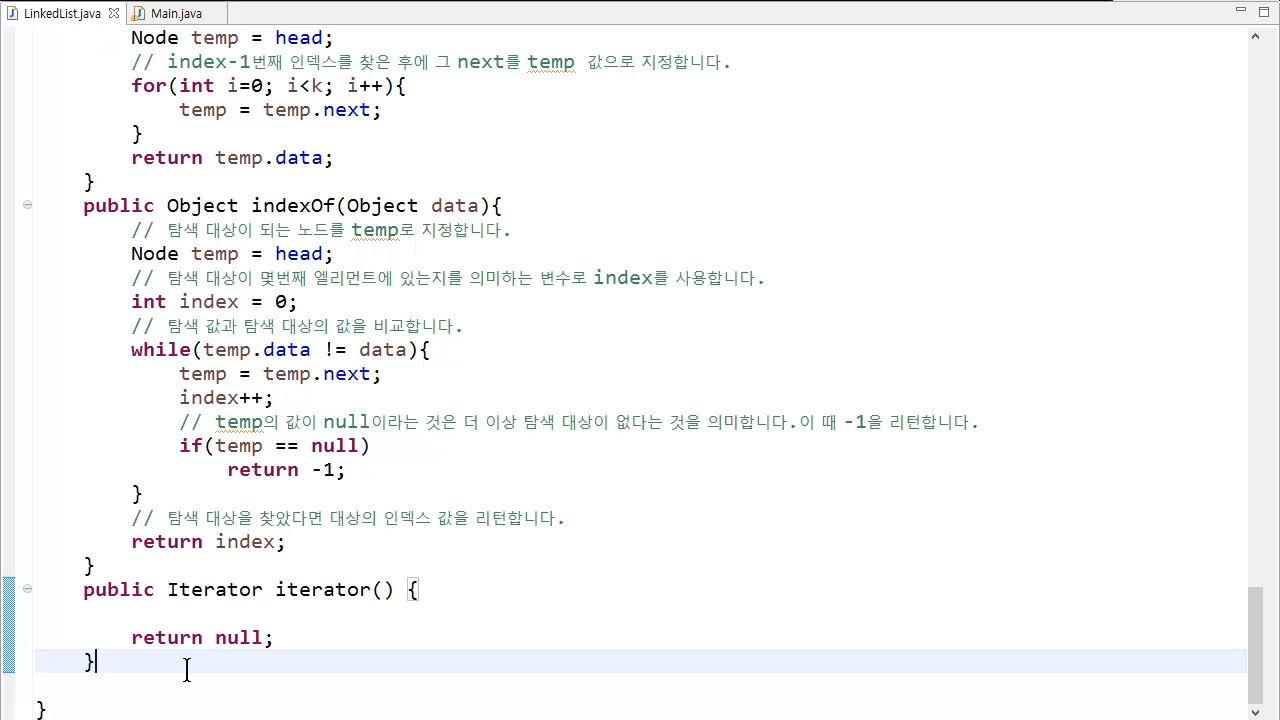 LinkedList.java Main.java
Node temp = head;
// index-1번째 인덱스를 찾은 후에 그 next를 temp 값으로 지정합니다.
for(int i=0; i<k; i++){
temp = temp.next;
}
return temp.data;
}
public Object indexOf(Object data){
// 탐색 대상이 되는 노드를 temp로 지정합니다.
Node temp = head;
// 탐색 대상이 몇번째 엘리먼트에 있는지를 의미하는 변수로 index를 사용합니다.
int index = 0;
// 탐색 값과 탐색 대상의 값을 비교합니다.
while(temp.data != data){
temp = temp.next;
index++;
// temp의 값이 null이라는 것은 더 이상 탐색 대상이 없다는 것을 의미합니다.이 때 -1을 리턴합니다.
if(temp == null)
return -1;
}
// 탐색 대상을 찾았다면 대상의 인덱스 값을 리턴합니다.
return index;
}
public Iterator iterator() {
return null;
}
}